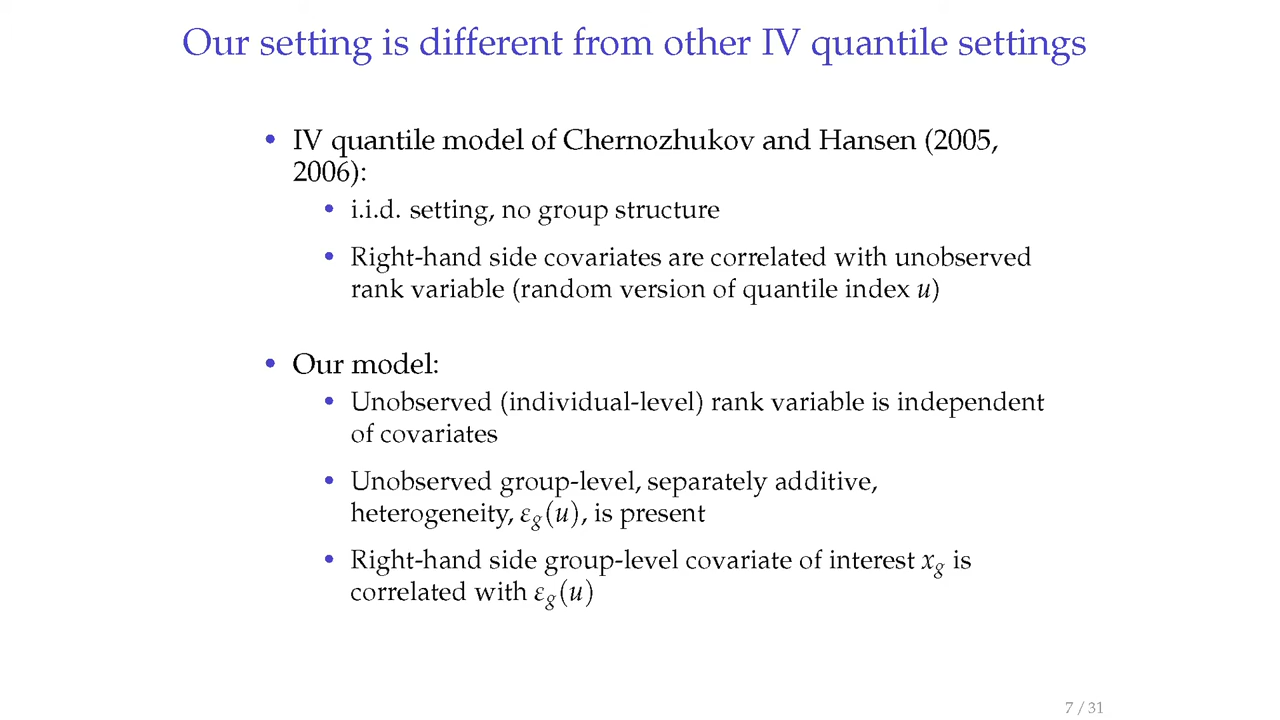 Our setting is different from other IV quantile settings
• IV quantile model of Chernozhukov and Hansen (2005,
2006):
• i.i.d. setting, no group structure
• Right-hand side covariates are correlated with unobserved
rank variable (random version of quantile index u)
• Our model:
• Unobserved (individual-level) rank variable is independent
of covariates
• Unobserved group-level, separately additive,
heterogeneity, ε_g(u), is present
• Right-hand side group-level covariate of interest x_g is
correlated with ε_g(u)
7 / 31